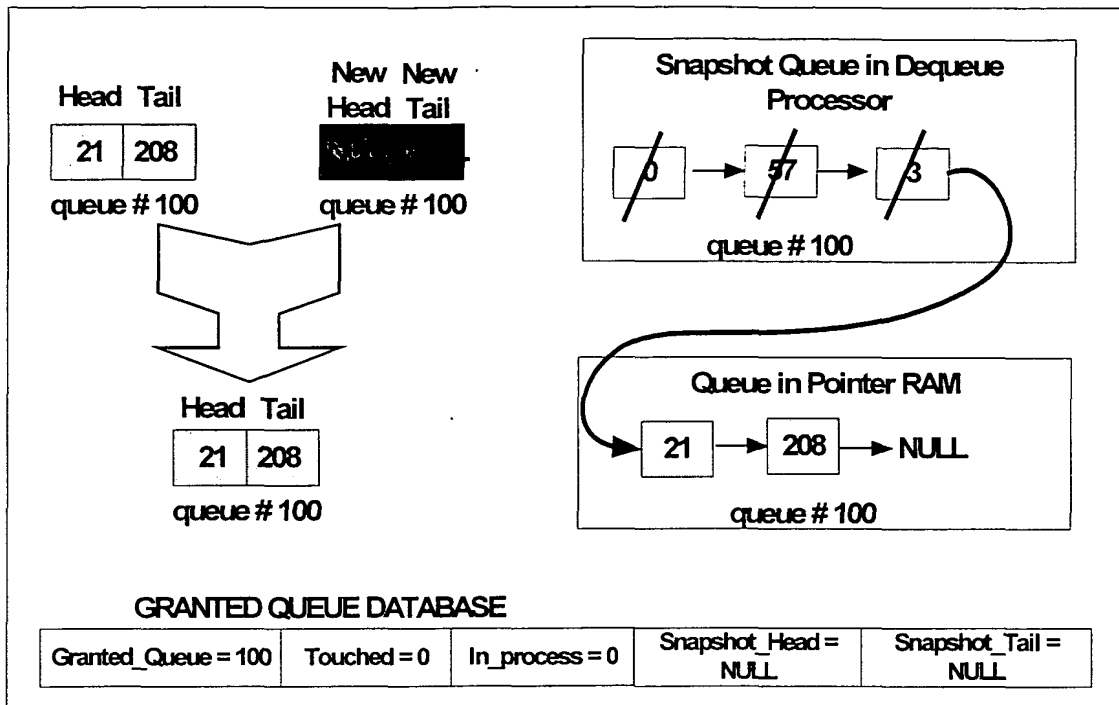 Head Tail
21 208
queue # 100
New New
Head Tail
queue # 100
Head Tail
21 208
queue # 100
Snapshot Queue in Dequeue
Processor
0 57 3
queue # 100
Queue in Pointer RAM
21 208 NULL
queue # 100
GRANTED QUEUE DATABASE
Granted_Queue = 100
Touched = 0
In_process = 0
Snapshot_Head =
NULL
Snapshot_Tail =
NULL